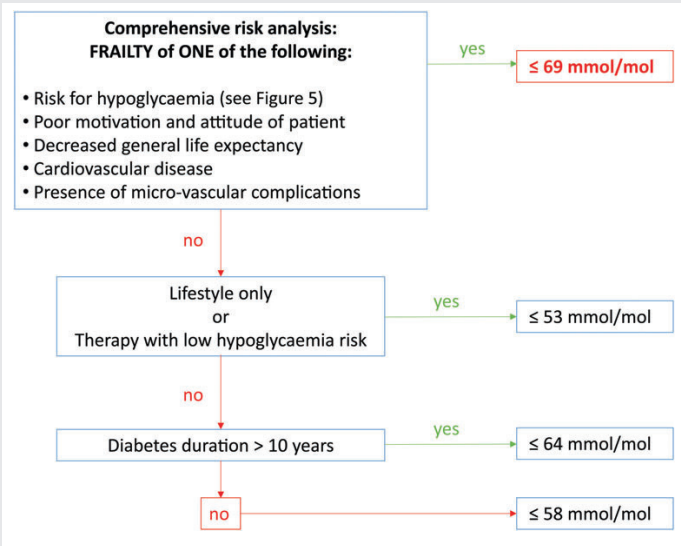 Comprehensive risk analysis:
FRAILTY of ONE of the following:
• Risk for hypoglycaemia (see Figure 5)
• Poor motivation and attitude of patient
• Decreased general life expectancy
• Cardiovascular disease
• Presence of micro-vascular complications
yes
≤ 69 mmol/mol
no
Lifestyle only
or
Therapy with low hypoglycaemia risk
yes
≤ 53 mmol/mol
no
Diabetes duration > 10 years
yes
≤ 64 mmol/mol
no
≤ 58 mmol/mol